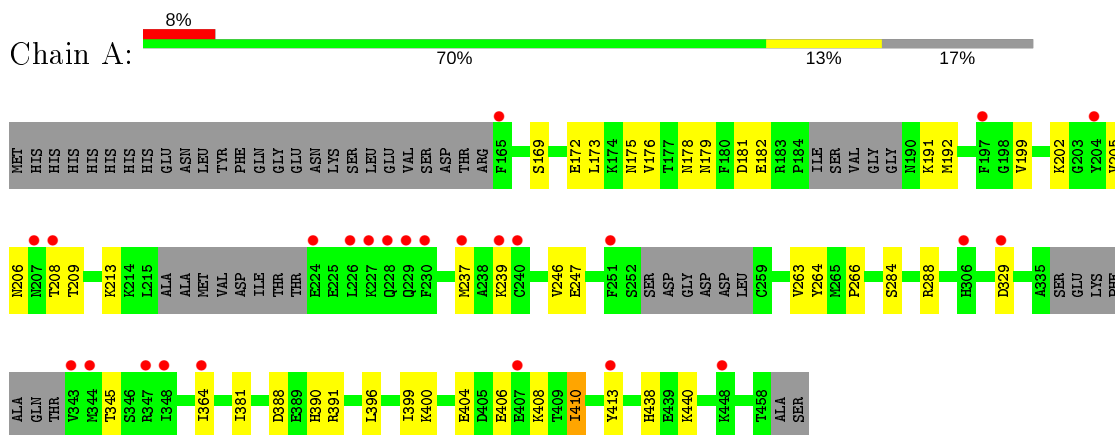 8%
Chain A:
70% 13% 17%
MET HIS HIS HIS HIS HIS HIS HIS GLU ASN LEU TYR PHE GLN GLY GLU ASN LYS SER LEU GLU VAL SER ASP THR ARG F165 S169 E172 L173 K174 N175 V176 T177 N178 N179 F180 D181 E182 R183 P184 ILE SER VAL GLY GLY N190 K191 M192 F197 G198 V199 K202 G203 Y204 V205
N206 N207 T208 T209 K213 K214 L215 ALA ALA MET VAL ASP ILE THR THR E224 E225 L226 K227 Q228 Q229 F230 M237 A238 K239 C240 V246 E247 F251 S252 SER ASP GLY ASP ASP LEU C259 V263 Y264 M265 P266 S284 R288 H306 D329 A335 SER GLU LYS PHE
ALA GLN THR V343 M344 T345 S346 R347 I348 I364 I381 D388 E389 H390 R391 L396 I399 K400 E404 D405 E406 E407 K408 T409 I410 Y413 H438 E439 K440 K448 T458 ALA SER